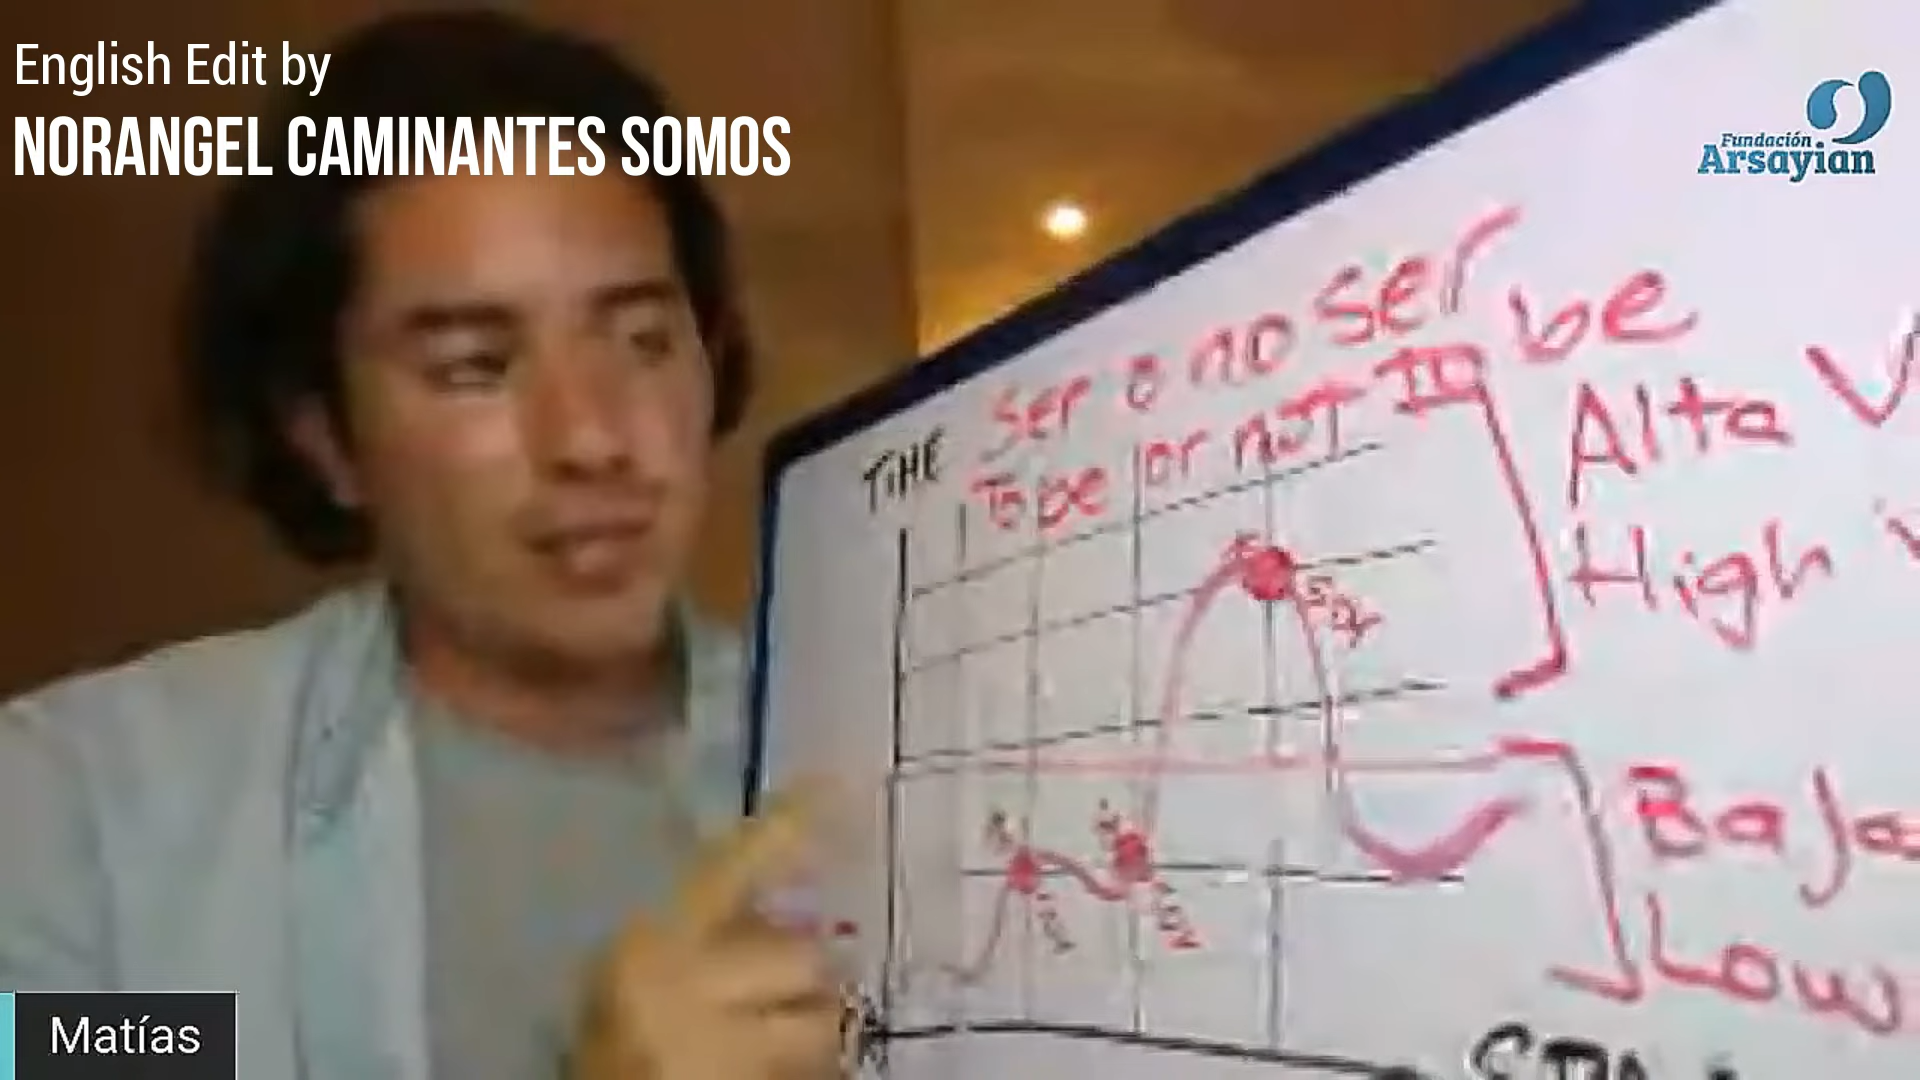 English Edit by
NORANGEL CAMINANTES SOMOS
Fundación
Arsayian
Ser o no Ser
To be or not To be
TIME
Alta
High
Baja
Low
Matías